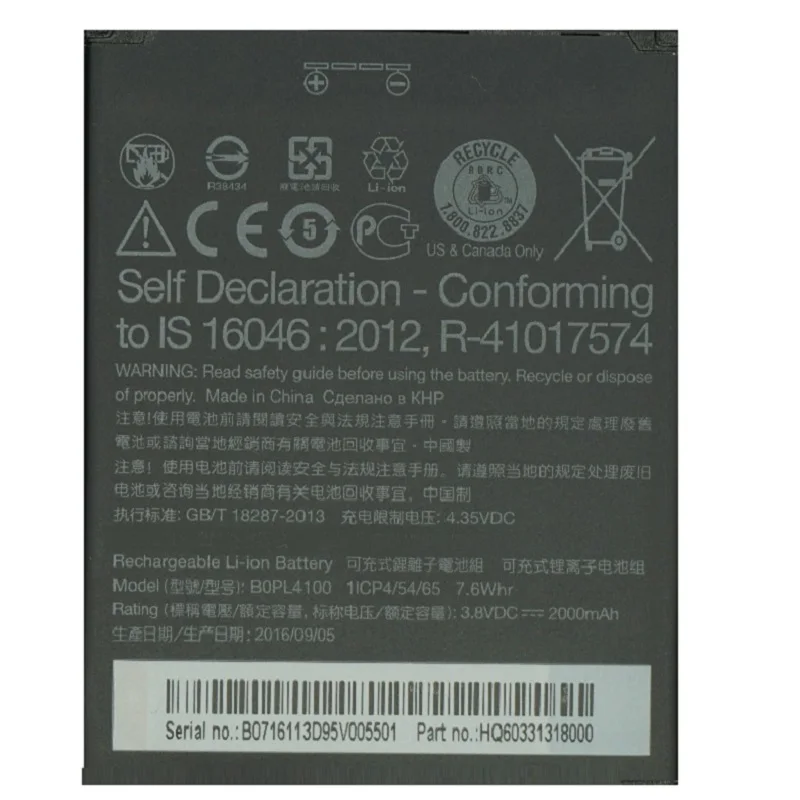 R38434
廢電池請回收
Li-ion
RECYCLE
RBRC
Li-ion
1.800.822.8837
US & Canada Only
CE
5
Self Declaration - Conforming
to IS 16046 : 2012, R-41017574
WARNING: Read safety guide before using the battery. Recycle or dispose
of properly. Made in China Сделано в КНР
注意!使用電池前請閱讀安全與法規注意手冊。請遵照當地的規定處理廢舊
電池或諮詢當地經銷商有關電池回收事宜。中國製
注意! 使用电池前请阅读安全与法规注意手册。请遵照当地的规定处理废旧
电池或咨询当地经销商有关电池回收事宜，中国制
执行标准: GB/T 18287-2013 充电限制电压: 4.35VDC
Rechargeable Li-ion Battery 可充式鋰離子電池組 可充式锂离子电池组
Model (型號/型号): B0PL4100 1ICP4/54/65 7.6Whr
Rating (標稱電壓/額定容量, 标称电压/额定容量): 3.8VDC 2000mAh
生產日期/生产日期: 2016/09/05
Serial no.: B0716113D95V005501 Part no.: HQ60331318000